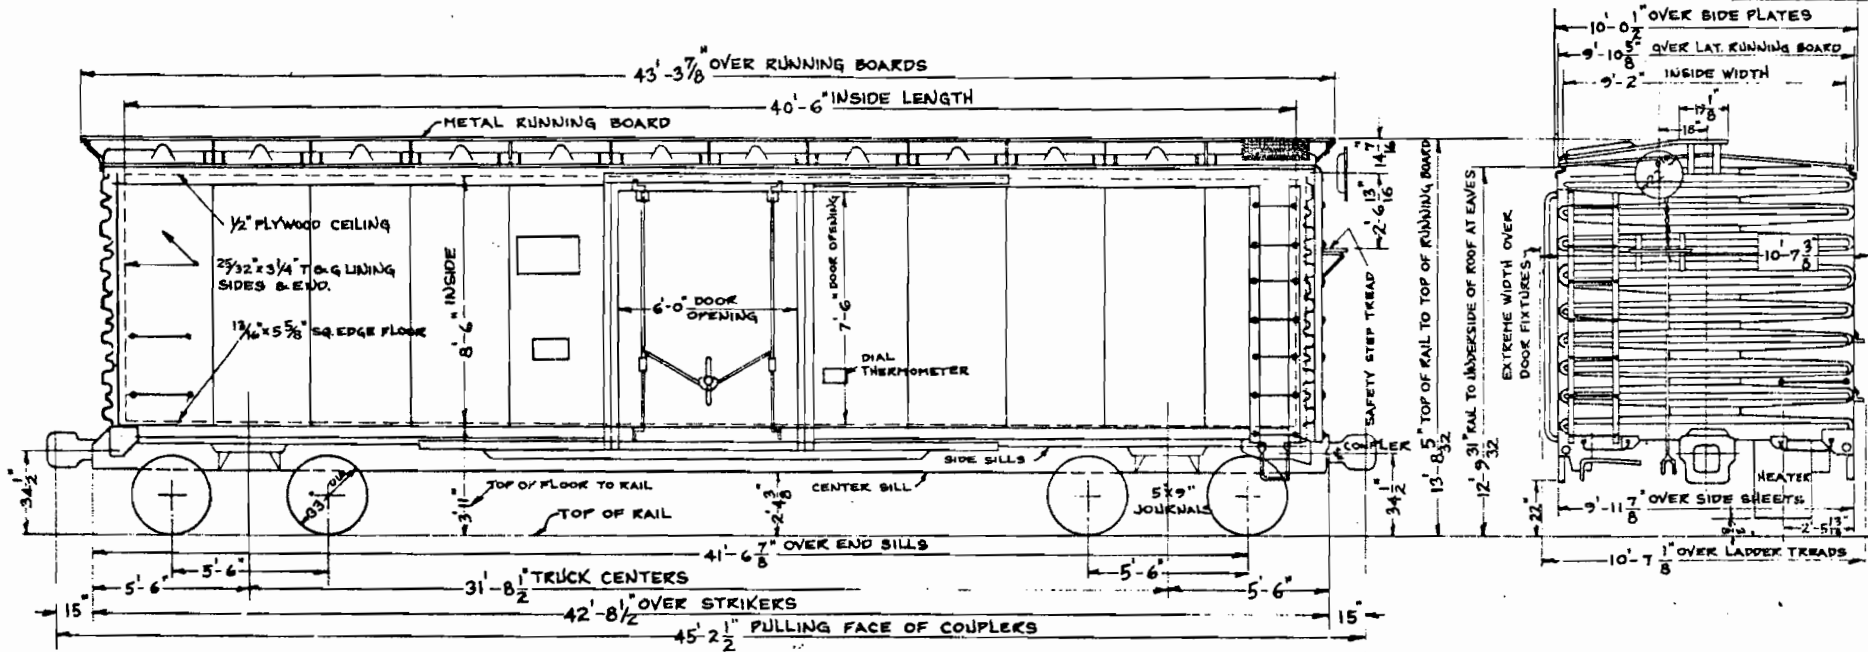 43'-3 7/8" OVER RUNNING BOARDS
40'-6" INSIDE LENGTH
METAL RUNNING BOARD
1/2" PLYWOOD CEILING
25/32" x 3 1/4" T & G LINING
SIDES & END.
13/16" x 5 5/8" SQ. EDGE FLOOR
8'-6" INSIDE
6'-0" DOOR
OPENING
7'-6" DOOR OPENING
DIAL
THERMOMETER
14 7/16"
2'-6 13/16"
SAFETY STEP TREAD
13'-8 5/32" TOP OF RAIL TO TOP OF RUNNING BOARD
12'-9 31/32" RAIL TO UNDERSIDE OF ROOF AT EAVES
COUPLER
SIDE SILLS
CENTER SILL
34 1/2"
33" DIA.
3'-11"
TOP OF FLOOR TO RAIL
TOP OF RAIL
2'-4 3/8"
5"x9"
JOURNALS
34 1/2"
41'-6 7/8" OVER END SILLS
5'-6"
5'-6"
5'-6"
5'-6"
31'-8 1/2" TRUCK CENTERS
15"
42'-8 1/2" OVER STRIKERS
15"
45'-2 1/2" PULLING FACE OF COUPLERS
10'-0 1/2" OVER SIDE PLATES
9'-10 5/8" OVER LAT. RUNNING BOARD
9'-2" INSIDE WIDTH
17 1/8"
18"
EXTREME WIDTH OVER
DOOR FIXTURES
10'-7 3/8"
HEATER
22"
9'-11 7/8" OVER SIDE SHEETS
2'-5 13/16"
10'-7 1/8" OVER LADDER TREADS